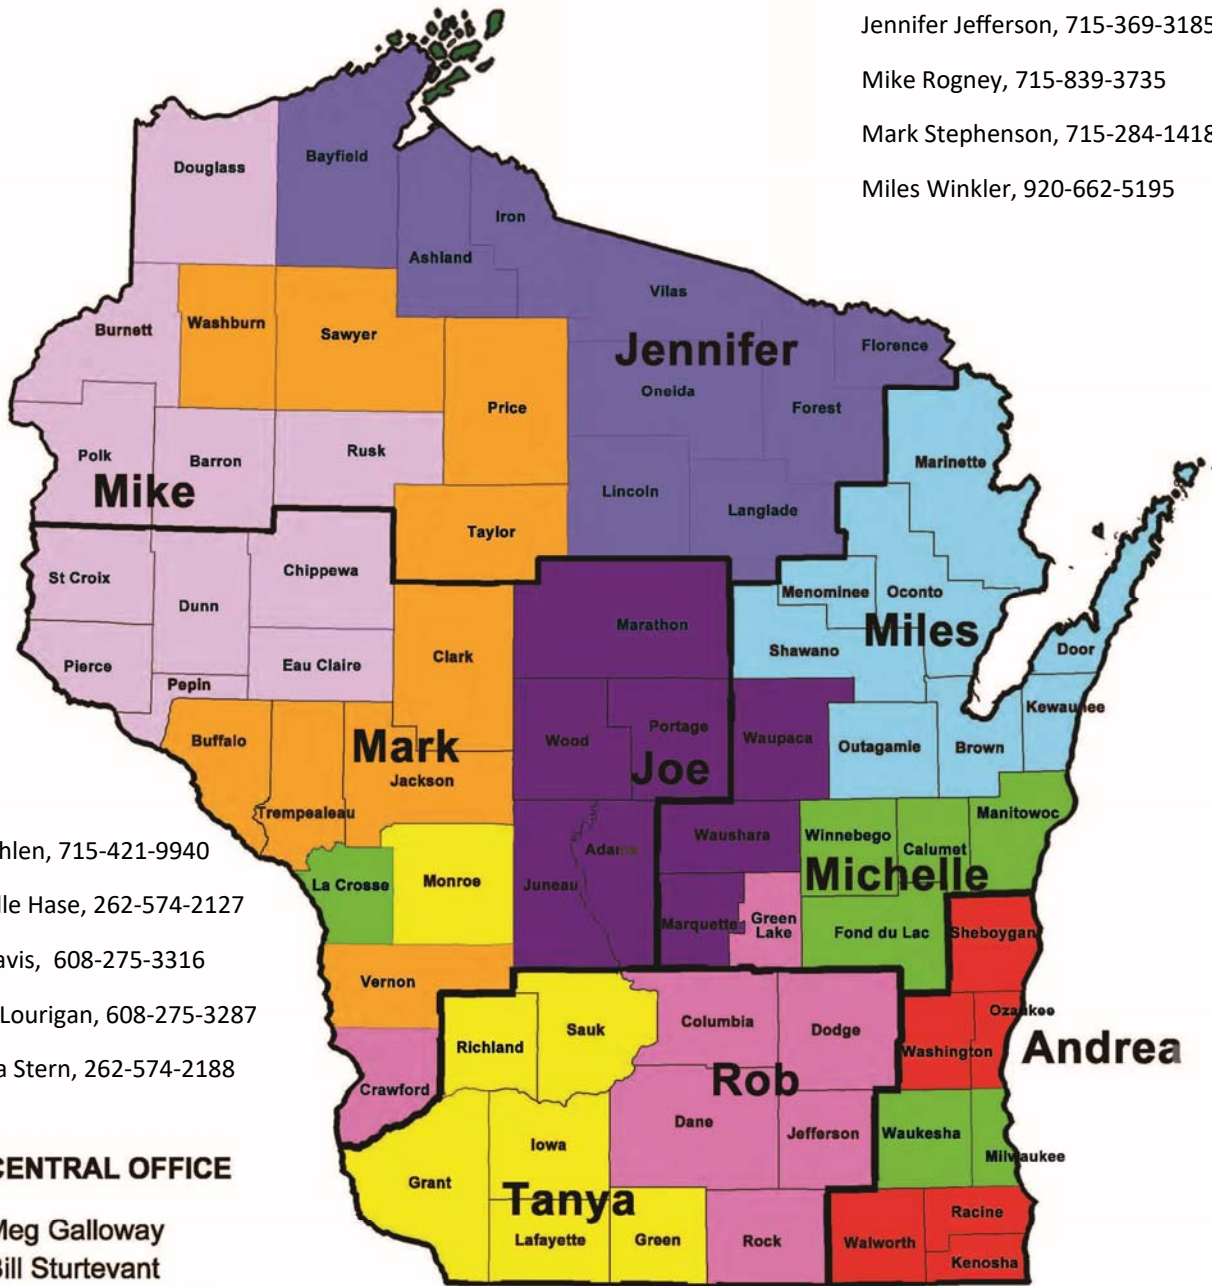 Jennifer Jefferson, 715-369-3185
Mike Rogney, 715-839-3735
Mark Stephenson, 715-284-1418
Miles Winkler, 920-662-5195
Douglass
Bayfield
Iron
Ashland
Vilas
Burnett
Washburn
Sawyer
Jennifer
Florence
Oneida
Price
Forest
Polk
Barron
Rusk
Marinette
Mike
Lincoln
Langlade
Taylor
St Croix
Chippewa
Dunn
Menominee
Oconto
Marathon
Miles
Clark
Shawano
Door
Pierce
Eau Claire
Pepin
Kewaunee
Buffalo
Mark
Wood
Portage
Waupaca
Outagamie
Brown
Joe
Jackson
Trempealeau
Manitowoc
Waushara
Winnebego
Calumet
Adams
hlen, 715-421-9940
La Crosse
Monroe
Juneau
Michelle
lle Hase, 262-574-2127
Marquette
Green
Lake
Fond du Lac
Sheboygan
avis, 608-275-3316
Vernon
Lourigan, 608-275-3287
Columbia
Dodge
Ozaukee
Sauk
Richland
Washington
Andrea
a Stern, 262-574-2188
Rob
Crawford
Dane
Jefferson
Waukesha
Iowa
Milwaukee
CENTRAL OFFICE
Grant
Tanya
Racine
Meg Galloway
Lafayette
Green
Rock
Walworth
Kenosha
Bill Sturtevant